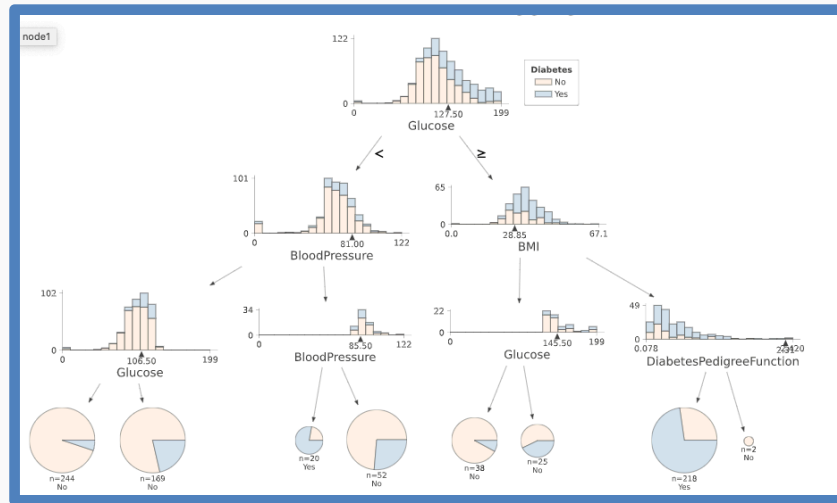 node1
122
0
0
127.50
199
Glucose
Diabetes
No
Yes
<
≥
101
0
0
81.00
122
BloodPressure
65
0
0.0
28.85
67.1
BMI
102
0
0
106.50
199
Glucose
34
0
0
85.50
122
BloodPressure
22
0
0
145.50
199
Glucose
49
0
0.078
DiabetesPedigreeFunction
n=244
No
n=169
No
n=20
Yes
n=52
No
n=38
No
n=25
No
n=218
Yes
n=2
No